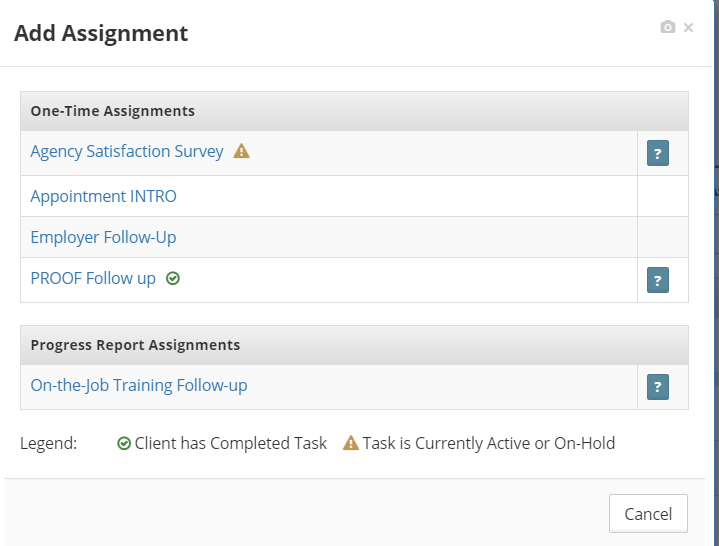 Add Assignment
One-Time Assignments
Agency Satisfaction Survey
?
Appointment INTRO
Employer Follow-Up
PROOF Follow up
?
Progress Report Assignments
On-the-Job Training Follow-up
?
Legend: Client has Completed Task Task is Currently Active or On-Hold
Cancel